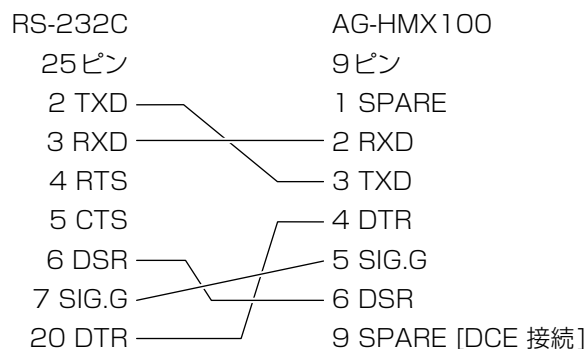 RS-232C AG-HMX100
25ピン 9ピン
2 TXD 1 SPARE
3 RXD 2 RXD
4 RTS 3 TXD
5 CTS 4 DTR
6 DSR 5 SIG.G
7 SIG.G 6 DSR
20 DTR 9 SPARE [DCE 接続]